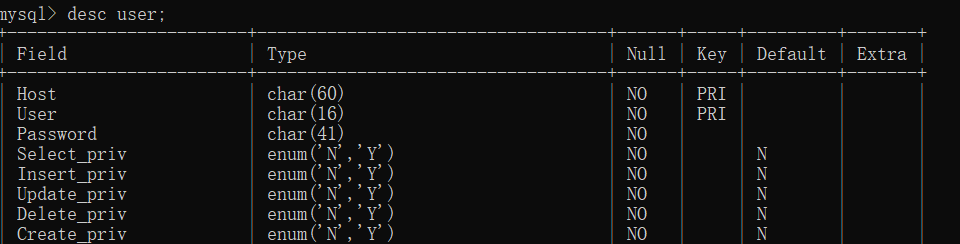 mysql> desc user;
+------------------------+-----------------------------------+------+-----+---------+-------+
| Field | Type | Null | Key | Default | Extra |
+------------------------+-----------------------------------+------+-----+---------+-------+
| Host | char(60) | NO | PRI | | |
| User | char(16) | NO | PRI | | |
| Password | char(41) | NO | | | |
| Select_priv | enum('N','Y') | NO | | N | |
| Insert_priv | enum('N','Y') | NO | | N | |
| Update_priv | enum('N','Y') | NO | | N | |
| Delete_priv | enum('N','Y') | NO | | N | |
| Create_priv | enum('N','Y') | NO | | N | |